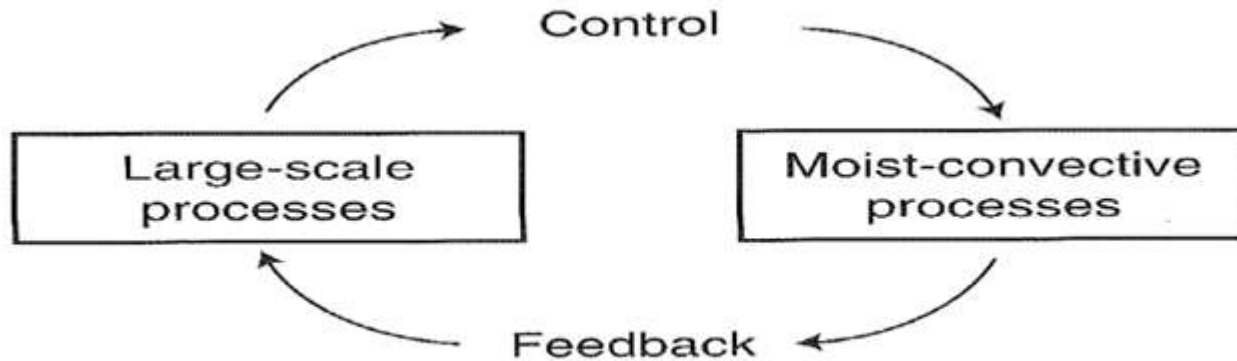 Control
Large-scale
processes
Moist-convective
processes
Feedback